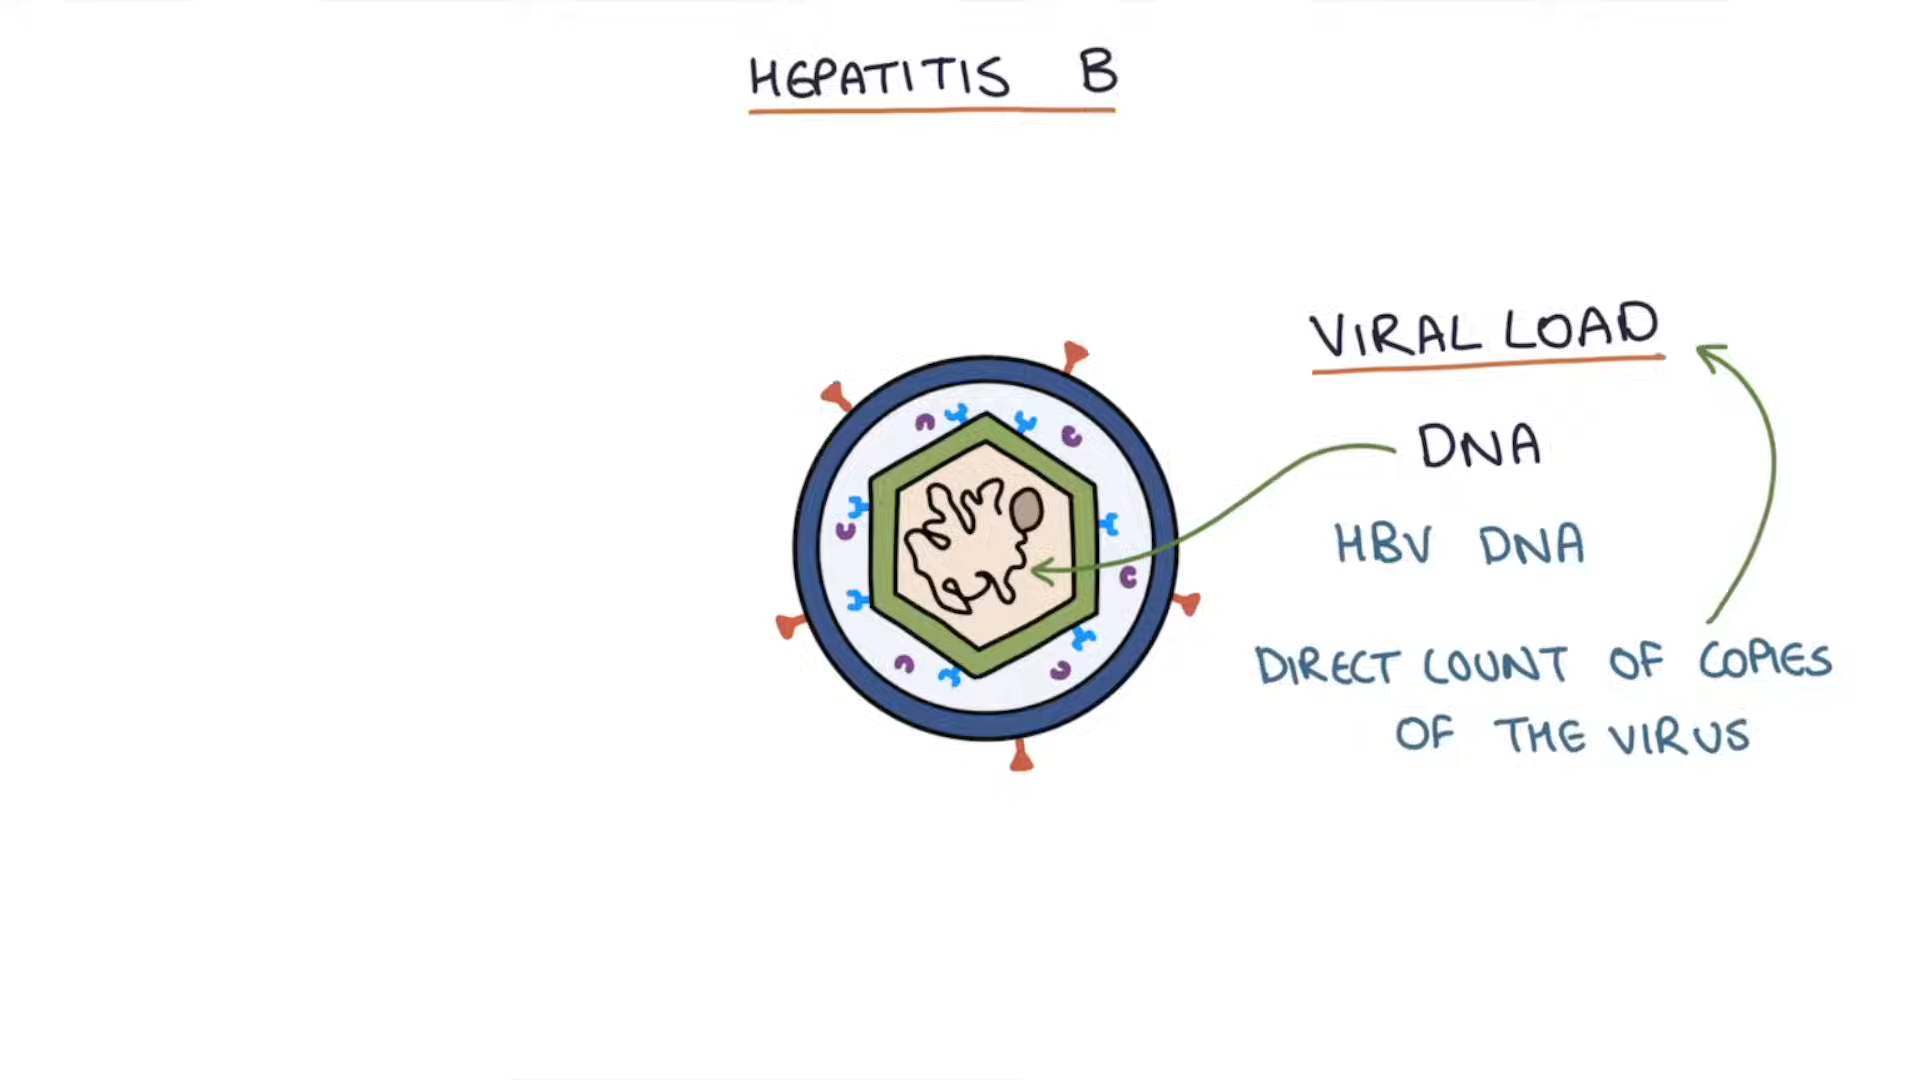 HEPATITIS B
VIRAL LOAD
DNA
HBV DNA
DIRECT COUNT OF COPIES
OF THE VIRUS